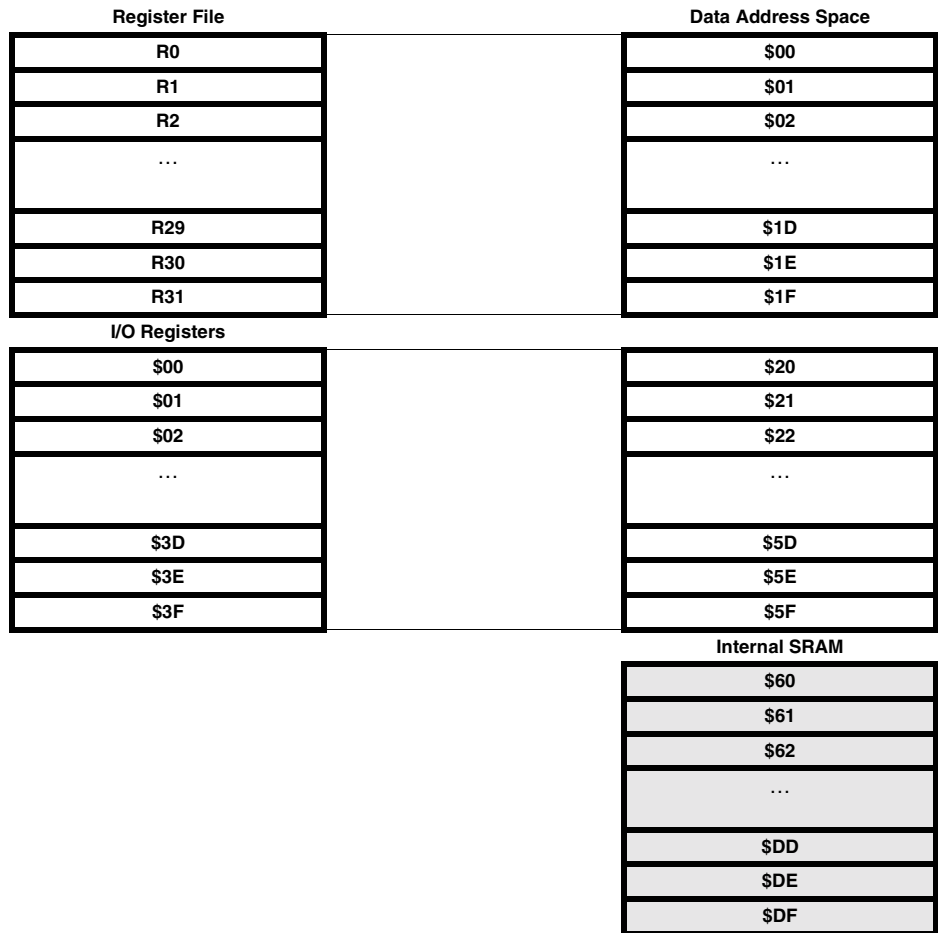 Register File Data Address Space
R0 $00
R1 $01
R2 $02
... ...
R29 $1D
R30 $1E
R31 $1F
I/O Registers
$00 $20
$01 $21
$02 $22
... ...
$3D $5D
$3E $5E
$3F $5F
Internal SRAM
$60
$61
$62
...
$DD
$DE
$DF